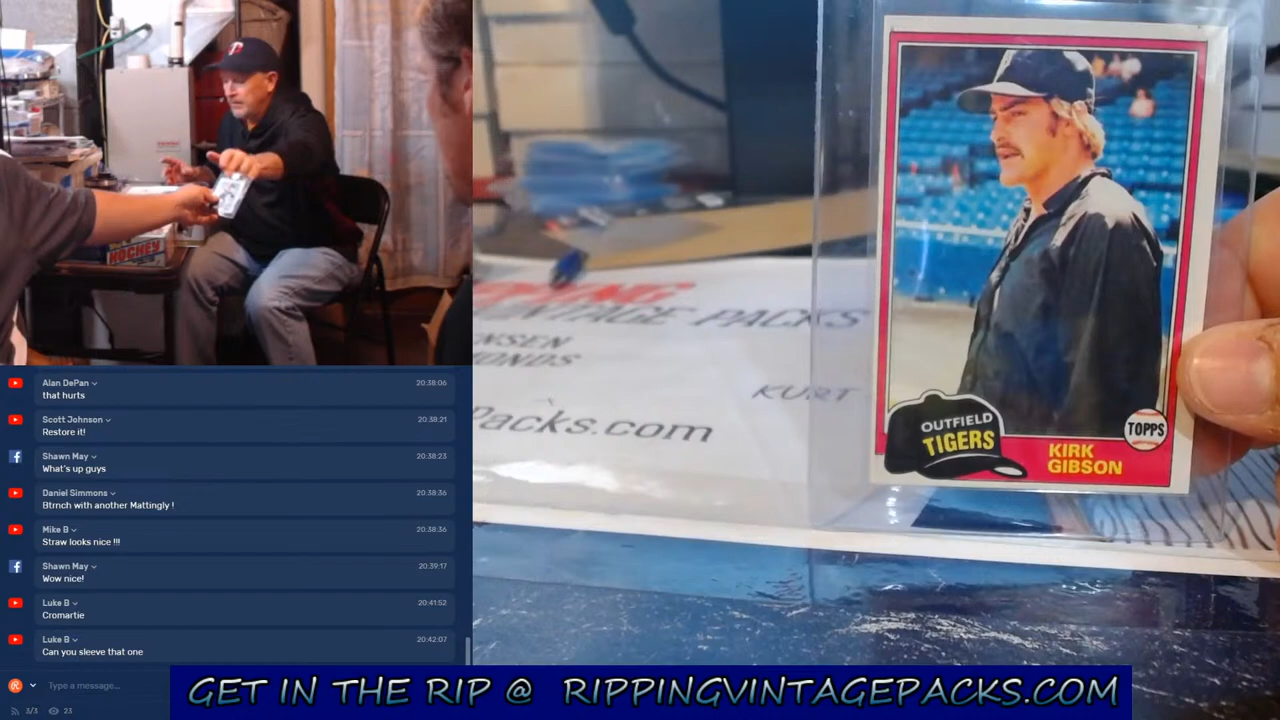 HOCKEY
VINTAGE PACKS
KURT
Packs.com
OUTFIELD
TIGERS
KIRK
GIBSON
TOPPS
Alan DePan
20:38:06
that hurts
Scott Johnson
20:38:21
Restore it!
Shawn May
20:38:23
What's up guys
Daniel Simmons
20:38:36
Btrnch with another Mattingly !
Mike B
20:38:36
Straw looks nice !!!
Shawn May
20:39:17
Wow nice!
Luke B
20:41:52
Cromartie
Luke B
20:42:07
Can you sleeve that one
Type a message...
3/3
23
GET IN THE RIP @ RIPPINGVINTAGEPACKS.COM